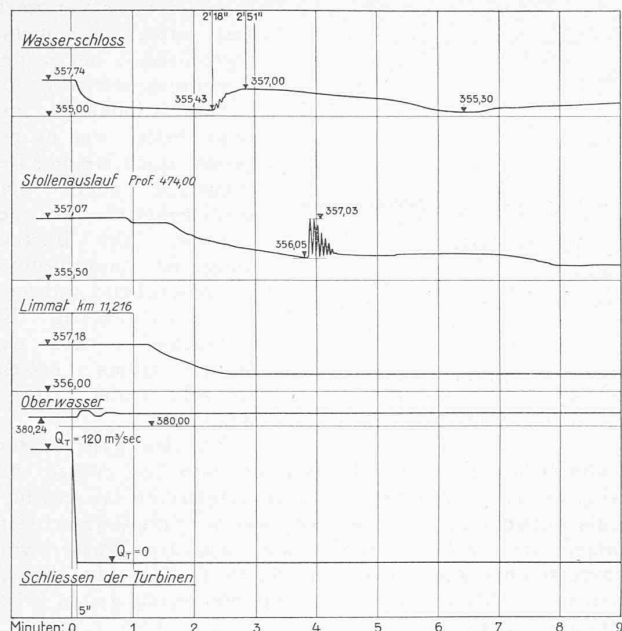 2'18" 2'51"
Wasserschloss
357,74
357,00
355,43
355,30
355,00
Stollenauslauf Prof. 474,00
357,07
357,03
356,05
355,50
Limmat km 11,216
357,18
356,00
Oberwasser
380,24
380,00
Q_T = 120 m³/sec
Q_T = 0
Schliessen der Turbinen
5"
Minuten: 0 1 2 3 4 5 6 7 8 9